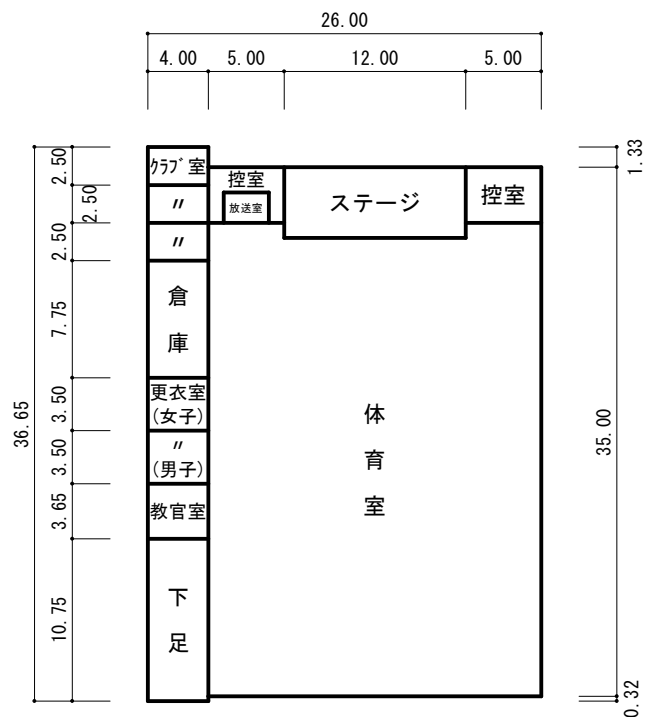 26.00
4.00 5.00 12.00 5.00
2.50
2.50
2.50
7.75
3.50
3.50
3.65
10.75
36.65
1.33
35.00
0.32
ｸﾗﾌﾞ室
〃
〃
倉
庫
更衣室
(女子)
〃
(男子)
教官室
下
足
控室
放送室
ステージ
控室
体
育
室